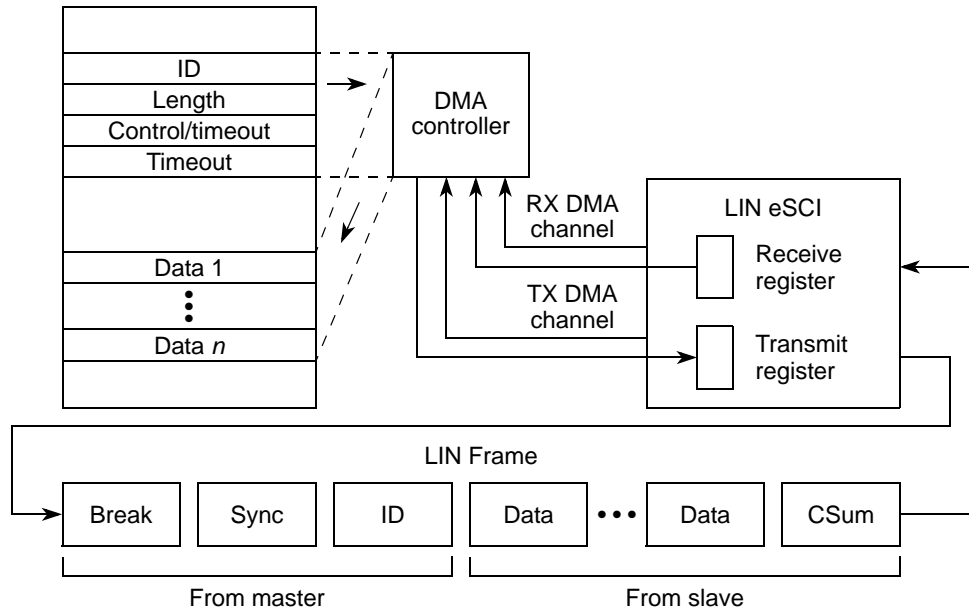 ID
Length
Control/timeout
Timeout
Data 1
Data n
DMA
controller
RX DMA
channel
TX DMA
channel
LIN eSCI
Receive
register
Transmit
register
LIN Frame
Break
Sync
ID
Data
Data
CSum
From master
From slave